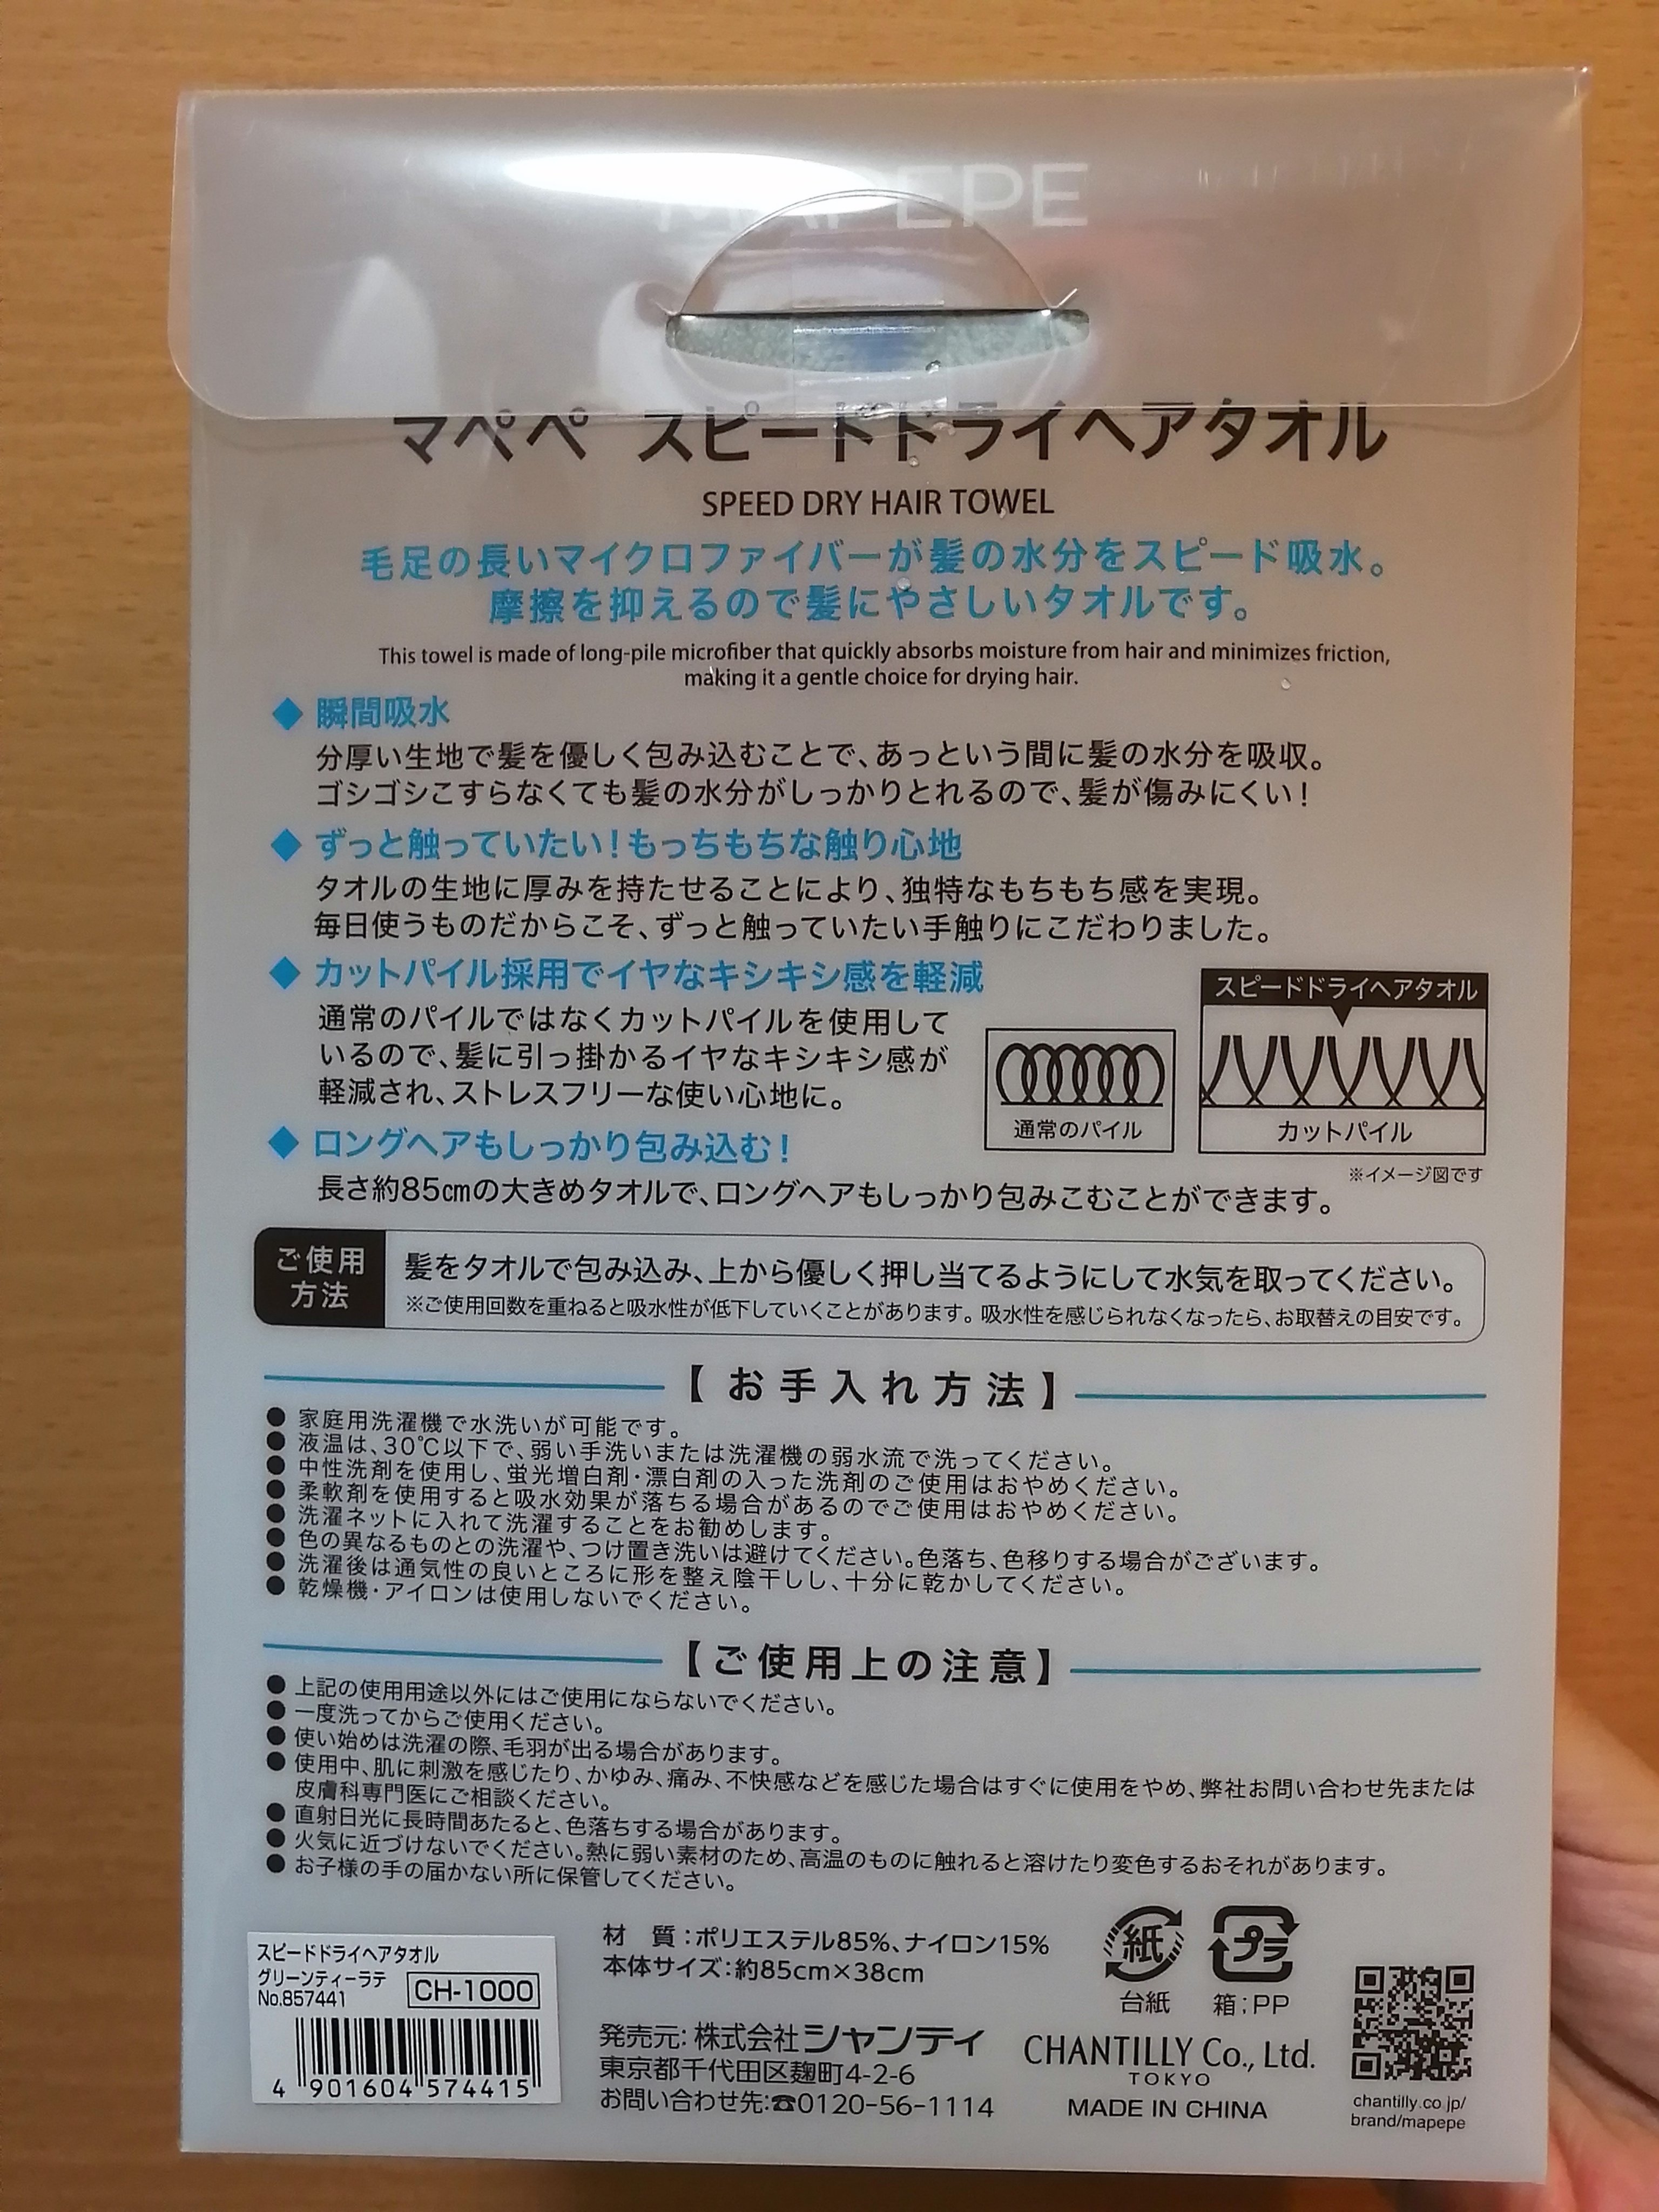 MAPEPE
マペペ スピードドライヘアタオル
SPEED DRY HAIR TOWEL
毛足の長いマイクロファイバーが髪の水分をスピード吸水。
摩擦を抑えるので髪にやさしいタオルです。
This towel is made of long-pile microfiber that quickly absorbs moisture from hair and minimizes friction,
making it a gentle choice for drying hair.
◆ 瞬間吸水
分厚い生地で髪を優しく包み込むことで、あっという間に髪の水分を吸収。
ゴシゴシこすらなくても髪の水分がしっかりとれるので、髪が傷みにくい！
◆ ずっと触っていたい！もっちもちな触り心地
タオルの生地に厚みを持たせることにより、独特なもちもち感を実現。
毎日使うものだからこそ、ずっと触っていたい手触りにこだわりました。
◆ カットパイル採用でイヤなキシキシ感を軽減
通常のパイルではなくカットパイルを使用して
いるので、髪に引っ掛かるイヤなキシキシ感が
軽減され、ストレスフリーな使い心地に。
スピードドライヘアタオル
通常のパイル
カットパイル
※イメージ図です
◆ ロングヘアもしっかり包み込む！
長さ約85㎝の大きめタオルで、ロングヘアもしっかり包みこむことができます。
ご使用
方法
髪をタオルで包み込み、上から優しく押し当てるようにして水気を取ってください。
※ご使用回数を重ねると吸水性が低下していくことがあります。吸水性を感じられなくなったら、お取替えの目安です。
【お手入れ方法】
● 家庭用洗濯機で水洗いが可能です。
● 液温は、30℃以下で、弱い手洗いまたは洗濯機の弱水流で洗ってください。
● 中性洗剤を使用し、蛍光増白剤・漂白剤の入った洗剤のご使用はおやめください。
● 柔軟剤を使用すると吸水効果が落ちる場合があるのでご使用はおやめください。
● 洗濯ネットに入れて洗濯することをお勧めします。
● 色の異なるものとの洗濯や、つけ置き洗いは避けてください。色落ち、色移りする場合がございます。
● 洗濯後は通気性の良いところに形を整え陰干しし、十分に乾かしてください。
● 乾燥機・アイロンは使用しないでください。
【ご使用上の注意】
● 上記の使用用途以外にはご使用にならないでください。
● 一度洗ってからご使用ください。
● 使い始めは洗濯の際、毛羽が出る場合があります。
● 使用中、肌に刺激を感じたり、かゆみ、痛み、不快感などを感じた場合はすぐに使用をやめ、弊社お問い合わせ先または
皮膚科専門医にご相談ください。
● 直射日光に長時間あたると、色落ちする場合があります。
● 火気に近づけないでください。熱に弱い素材のため、高温のものに触れると溶けたり変色するおそれがあります。
● お子様の手の届かない所に保管してください。
スピードドライヘアタオル
グリーンティーラテ
No.857441
CH-1000
4 901604 574415
材 質：ポリエステル85%、ナイロン15%
本体サイズ：約85cm×38cm
紙
台紙
プラ
箱：PP
発売元：株式会社シャンティ
東京都千代田区麹町4-2-6
お問い合わせ先：☎0120-56-1114
CHANTILLY Co., Ltd.
TOKYO
MADE IN CHINA
chantilly.co.jp/
brand/mapepe